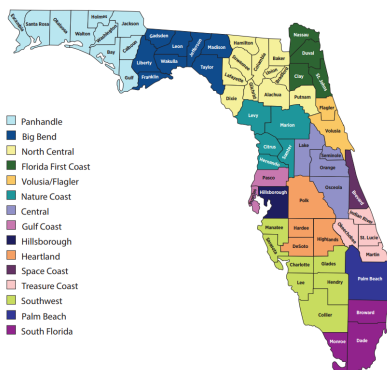 Escambia
Santa Rosa
Okaloosa
Walton
Holmes
Washington
Jackson
Bay
Calhoun
Gulf
Gadsden
Liberty
Franklin
Leon
Wakulla
Jefferson
Madison
Taylor
Hamilton
Suwannee
Lafayette
Dixie
Columbia
Baker
Union
Bradford
Gilchrist
Alachua
Putnam
Nassau
Duval
Clay
St. Johns
Flagler
Volusia
Levy
Marion
Citrus
Sumter
Hernando
Lake
Seminole
Orange
Osceola
Brevard
Pasco
Hillsborough
Polk
Indian River
Okeechobee
St. Lucie
Martin
Manatee
Hardee
Highlands
Sarasota
DeSoto
Charlotte
Glades
Lee
Hendry
Palm Beach
Collier
Broward
Monroe
Dade
Panhandle
Big Bend
North Central
Florida First Coast
Volusia/Flagler
Nature Coast
Central
Gulf Coast
Hillsborough
Heartland
Space Coast
Treasure Coast
Southwest
Palm Beach
South Florida